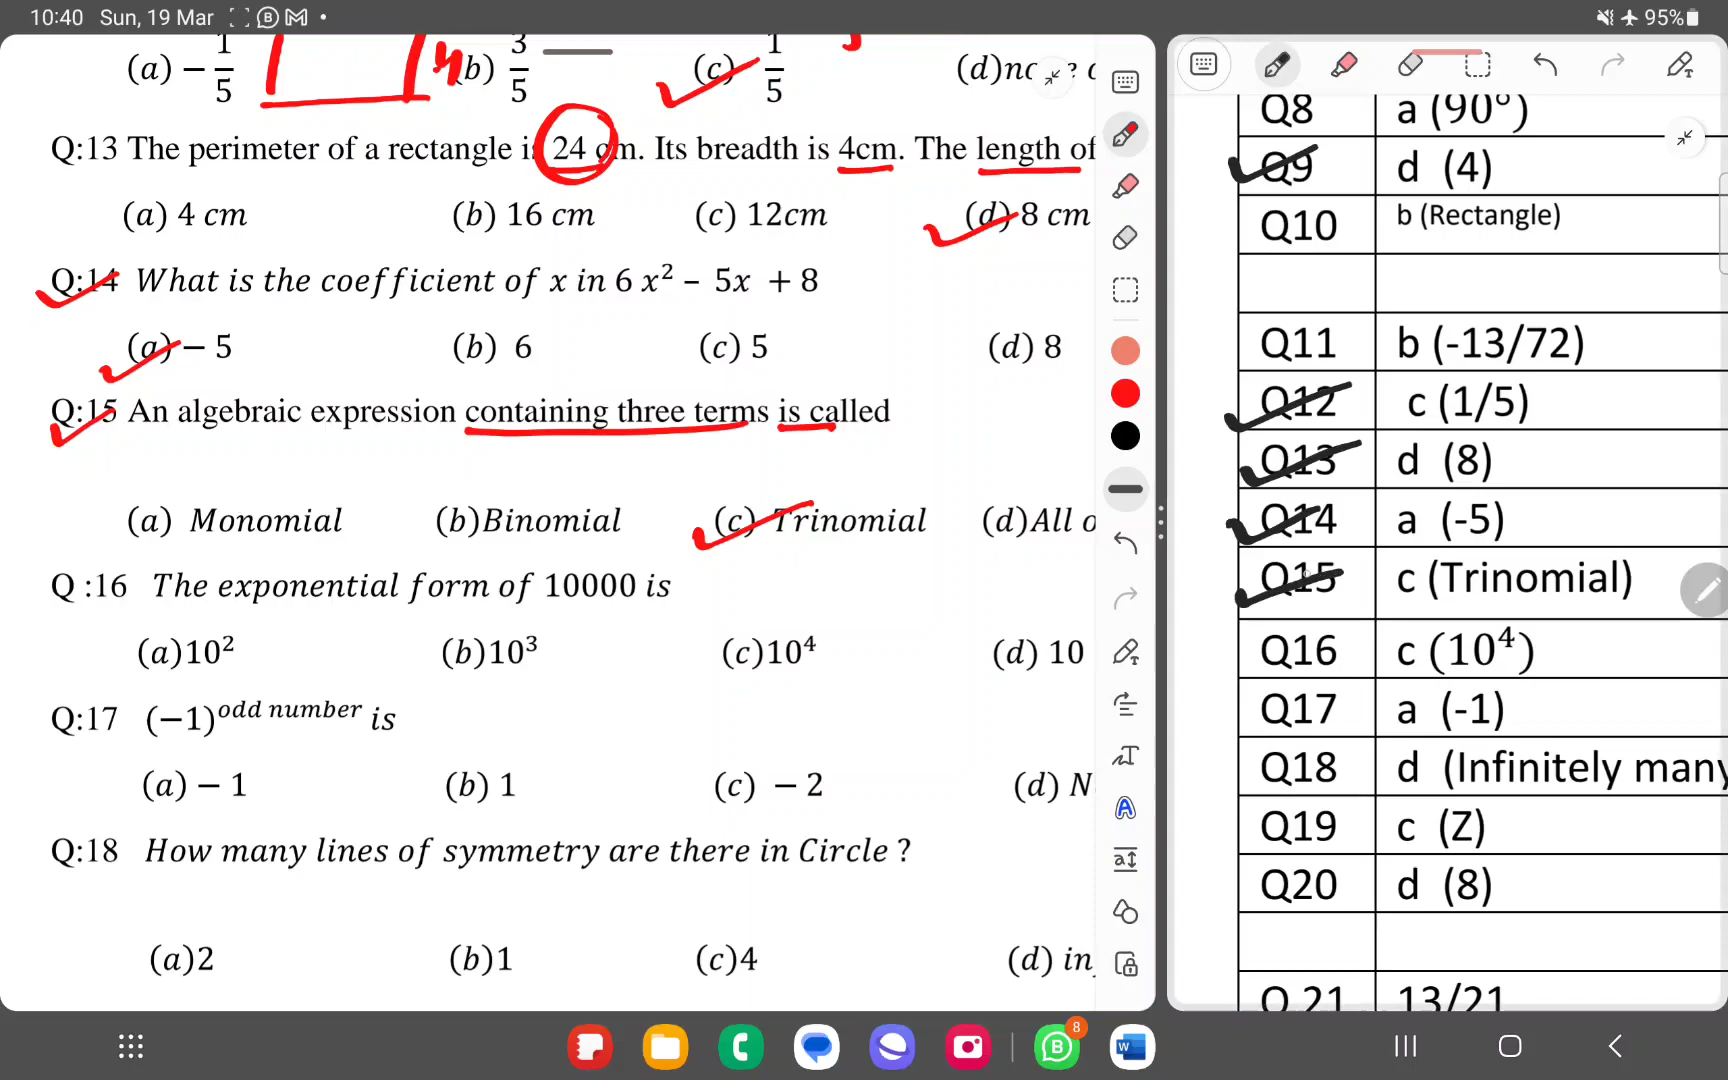 10:40 Sun, 19 Mar
95%
(a) − 1/5 (b) 3/5 (c) 1/5 (d)
4
Q:13 The perimeter of a rectangle is 24 cm. Its breadth is 4cm. The length of
(a) 4 cm (b) 16 cm (c) 12cm (d) 8 cm
Q:14 What is the coefficient of x in 6 x² − 5x + 8
(a) − 5 (b) 6 (c) 5 (d) 8
Q:15 An algebraic expression containing three terms is called
(a) Monomial (b)Binomial (c) Trinomial (d)All
Q :16 The exponential form of 10000 is
(a)10² (b)10³ (c)10⁴ (d) 10
Q:17 (−1)ᵒᵈᵈ ⁿᵘᵐᵇᵉʳ is
(a) − 1 (b) 1 (c) − 2 (d) N
Q:18 How many lines of symmetry are there in Circle ?
(a)2 (b)1 (c)4 (d) in
Q8 a (90°)
Q9 d (4)
Q10 b (Rectangle)
Q11 b (-13/72)
Q12 c (1/5)
Q13 d (8)
Q14 a (-5)
Q15 c (Trinomial)
Q16 c (10⁴)
Q17 a (-1)
Q18 d (Infinitely many
Q19 c (Z)
Q20 d (8)
Q 21 13/21
8